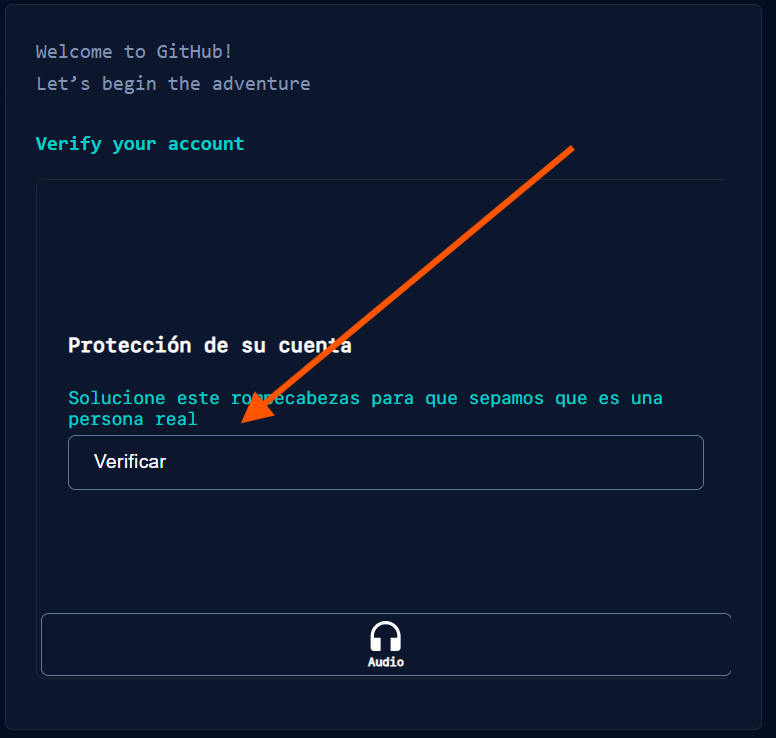 Welcome to GitHub!
Let’s begin the adventure
Verify your account
Protección de su cuenta
Solucione este rompecabezas para que sepamos que es una
persona real
Verificar
Audio